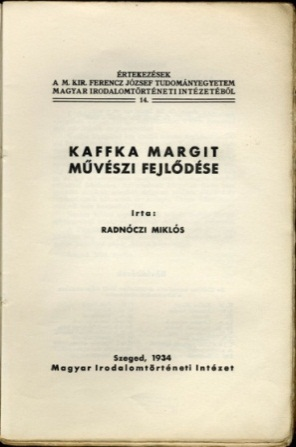 ÉRTEKEZÉSEK
A M. KIR. FERENCZ JÓZSEF TUDOMÁNYEGYETEM
MAGYAR IRODALOMTÖRTÉNETI INTÉZETÉBŐL
14.
KAFFKA MARGIT
MŰVÉSZI FEJLŐDÉSE
Irta:
RADNÓCZI MIKLÓS
Szeged, 1934
Magyar Irodalomtörténeti Intézet